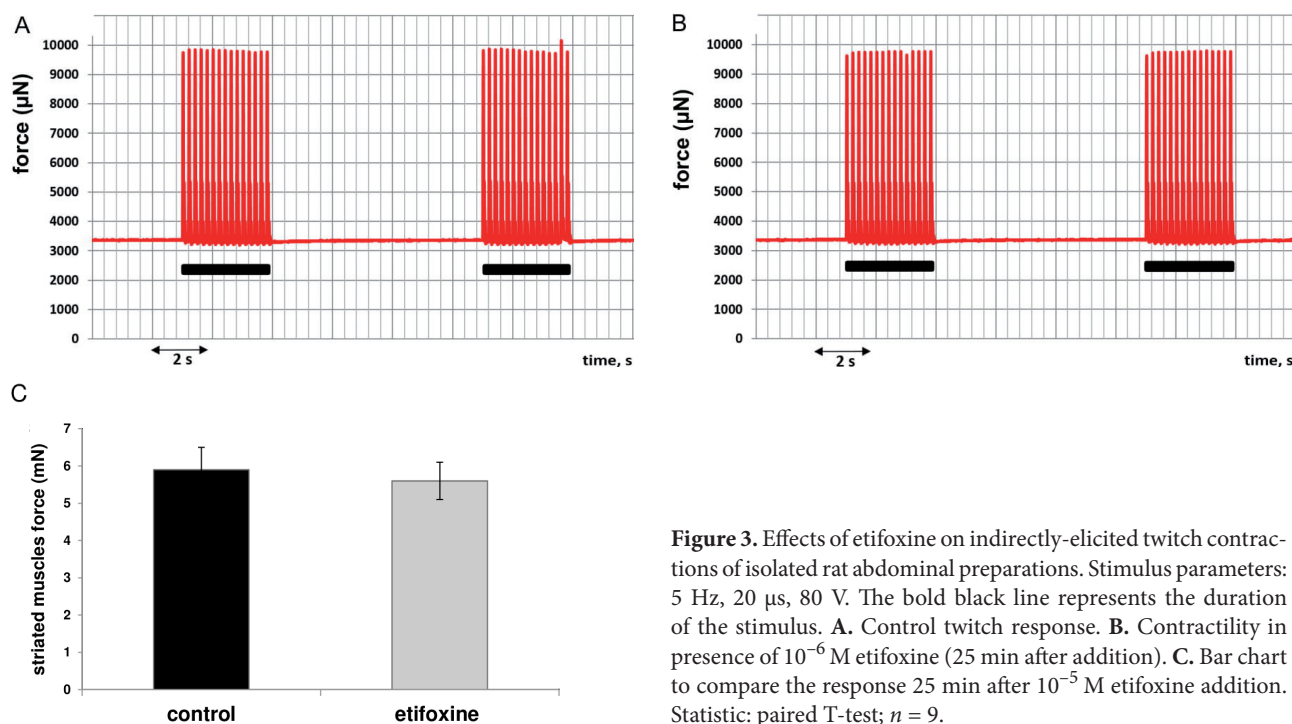 A
force (µN)
10000
9000
8000
7000
6000
5000
4000
3000
2000
1000
0
2 s
time, s
B
force (µN)
10000
9000
8000
7000
6000
5000
4000
3000
2000
1000
0
2 s
time, s
C
striated muscles force (mN)
7
6
5
4
3
2
1
0
control etifoxine
Figure 3. Effects of etifoxine on indirectly-elicited twitch contrac-
tions of isolated rat abdominal preparations. Stimulus parameters:
5 Hz, 20 µs, 80 V. The bold black line represents the duration
of the stimulus. A. Control twitch response. B. Contractility in
presence of 10⁻⁶ M etifoxine (25 min after addition). C. Bar chart
to compare the response 25 min after 10⁻⁵ M etifoxine addition.
Statistic: paired T-test; n = 9.